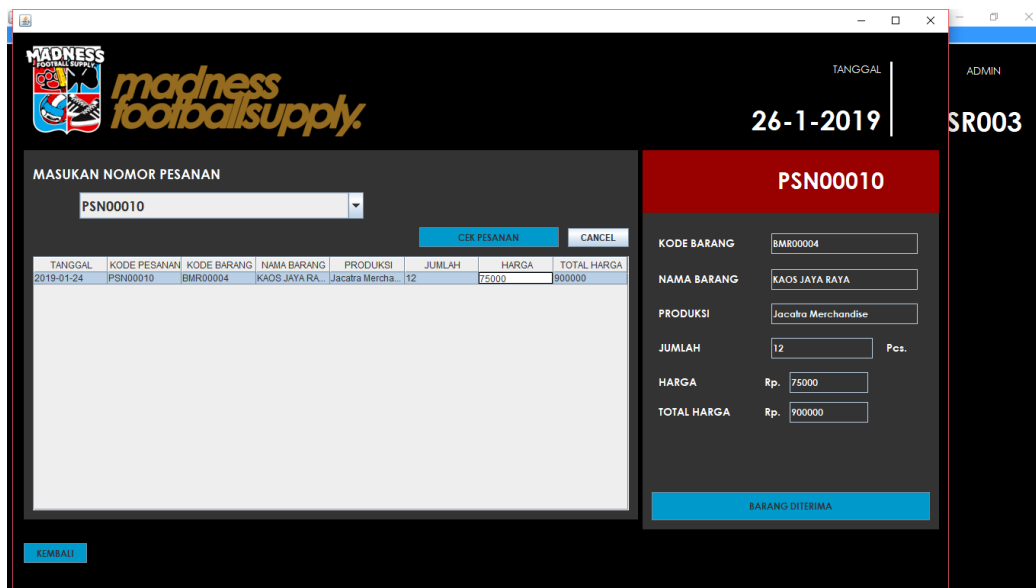 MADNESS
FOOTBALL SUPPLY
madness
footballsupply.
TANGGAL
26-1-2019
ADMIN
SR003
MASUKAN NOMOR PESANAN
PSN00010
CEK PESANAN CANCEL
TANGGAL KODE PESANAN KODE BARANG NAMA BARANG PRODUKSI JUMLAH HARGA TOTAL HARGA
2019-01-24 PSN00010 BMR00004 KAOS JAYA RA... Jacatra Mercha... 12 75000 900000
PSN00010
KODE BARANG BMR00004
NAMA BARANG KAOS JAYA RAYA
PRODUKSI Jacatra Merchandise
JUMLAH 12 Pcs.
HARGA Rp. 75000
TOTAL HARGA Rp. 900000
BARANG DITERIMA
KEMBALI